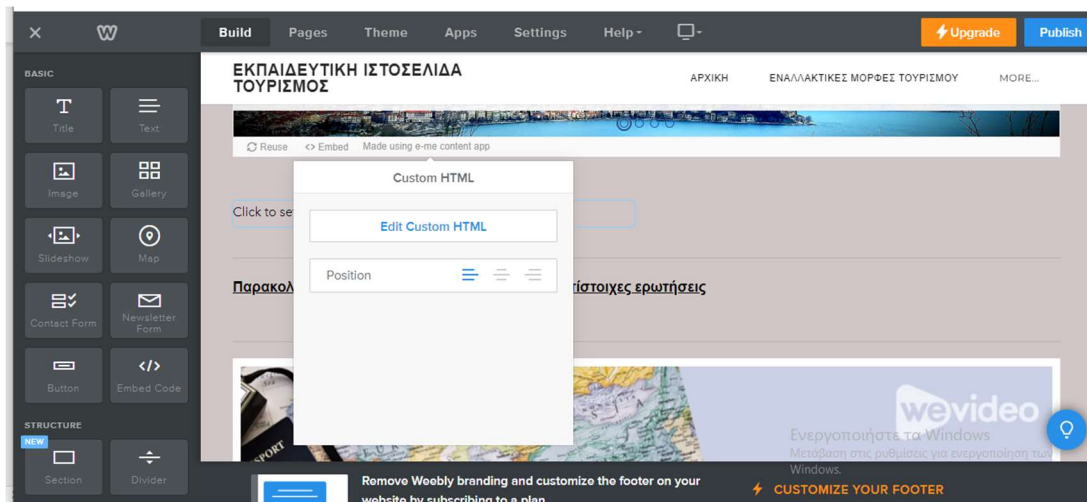 Build Pages Theme Apps Settings Help Upgrade Publish
BASIC
Title Text
Image Gallery
Slideshow Map
Contact Form Newsletter Form
Button Embed Code
STRUCTURE
NEW
Section Divider
ΕΚΠΑΙΔΕΥΤΙΚΗ ΙΣΤΟΣΕΛΙΔΑ
ΤΟΥΡΙΣΜΟΣ
ΑΡΧΙΚΗ ΕΝΑΛΛΑΚΤΙΚΕΣ ΜΟΡΦΕΣ ΤΟΥΡΙΣΜΟΥ MORE...
Reuse <> Embed Made using e-me content app
Custom HTML
Click to se
Edit Custom HTML
Position
Παρακολ τίστοιχες ερωτήσεις
PASSPORT
wevideo
Ενεργοποιήστε τα Windows
Μετάβαση στις ρυθμίσεις για ενεργοποίηση των
Windows.
Remove Weebly branding and customize the footer on your
website by subscribing to a plan
CUSTOMIZE YOUR FOOTER